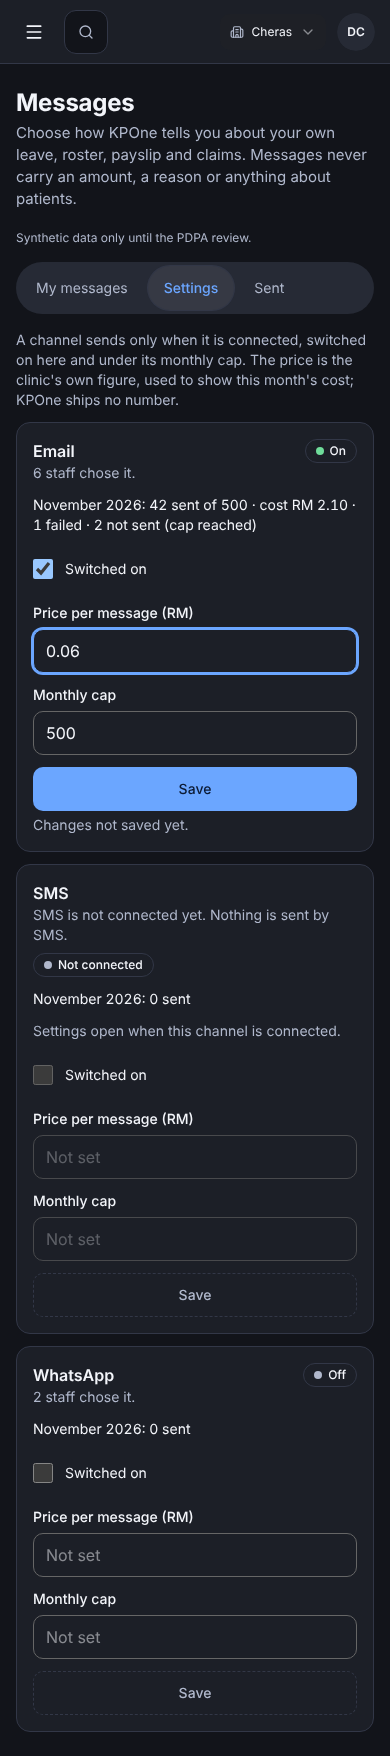 Cheras
DC
Messages
Choose how KPOne tells you about your own
leave, roster, payslip and claims. Messages never
carry an amount, a reason or anything about
patients.
Synthetic data only until the PDPA review.
My messages
Settings
Sent
A channel sends only when it is connected, switched
on here and under its monthly cap. The price is the
clinic's own figure, used to show this month's cost;
KPOne ships no number.
Email
On
6 staff chose it.
November 2026: 42 sent of 500 · cost RM 2.10 ·
1 failed · 2 not sent (cap reached)
Switched on
Price per message (RM)
0.06
Monthly cap
500
Save
Changes not saved yet.
SMS
SMS is not connected yet. Nothing is sent by
SMS.
Not connected
November 2026: 0 sent
Settings open when this channel is connected.
Switched on
Price per message (RM)
Not set
Monthly cap
Not set
Save
WhatsApp
Off
2 staff chose it.
November 2026: 0 sent
Switched on
Price per message (RM)
Not set
Monthly cap
Not set
Save